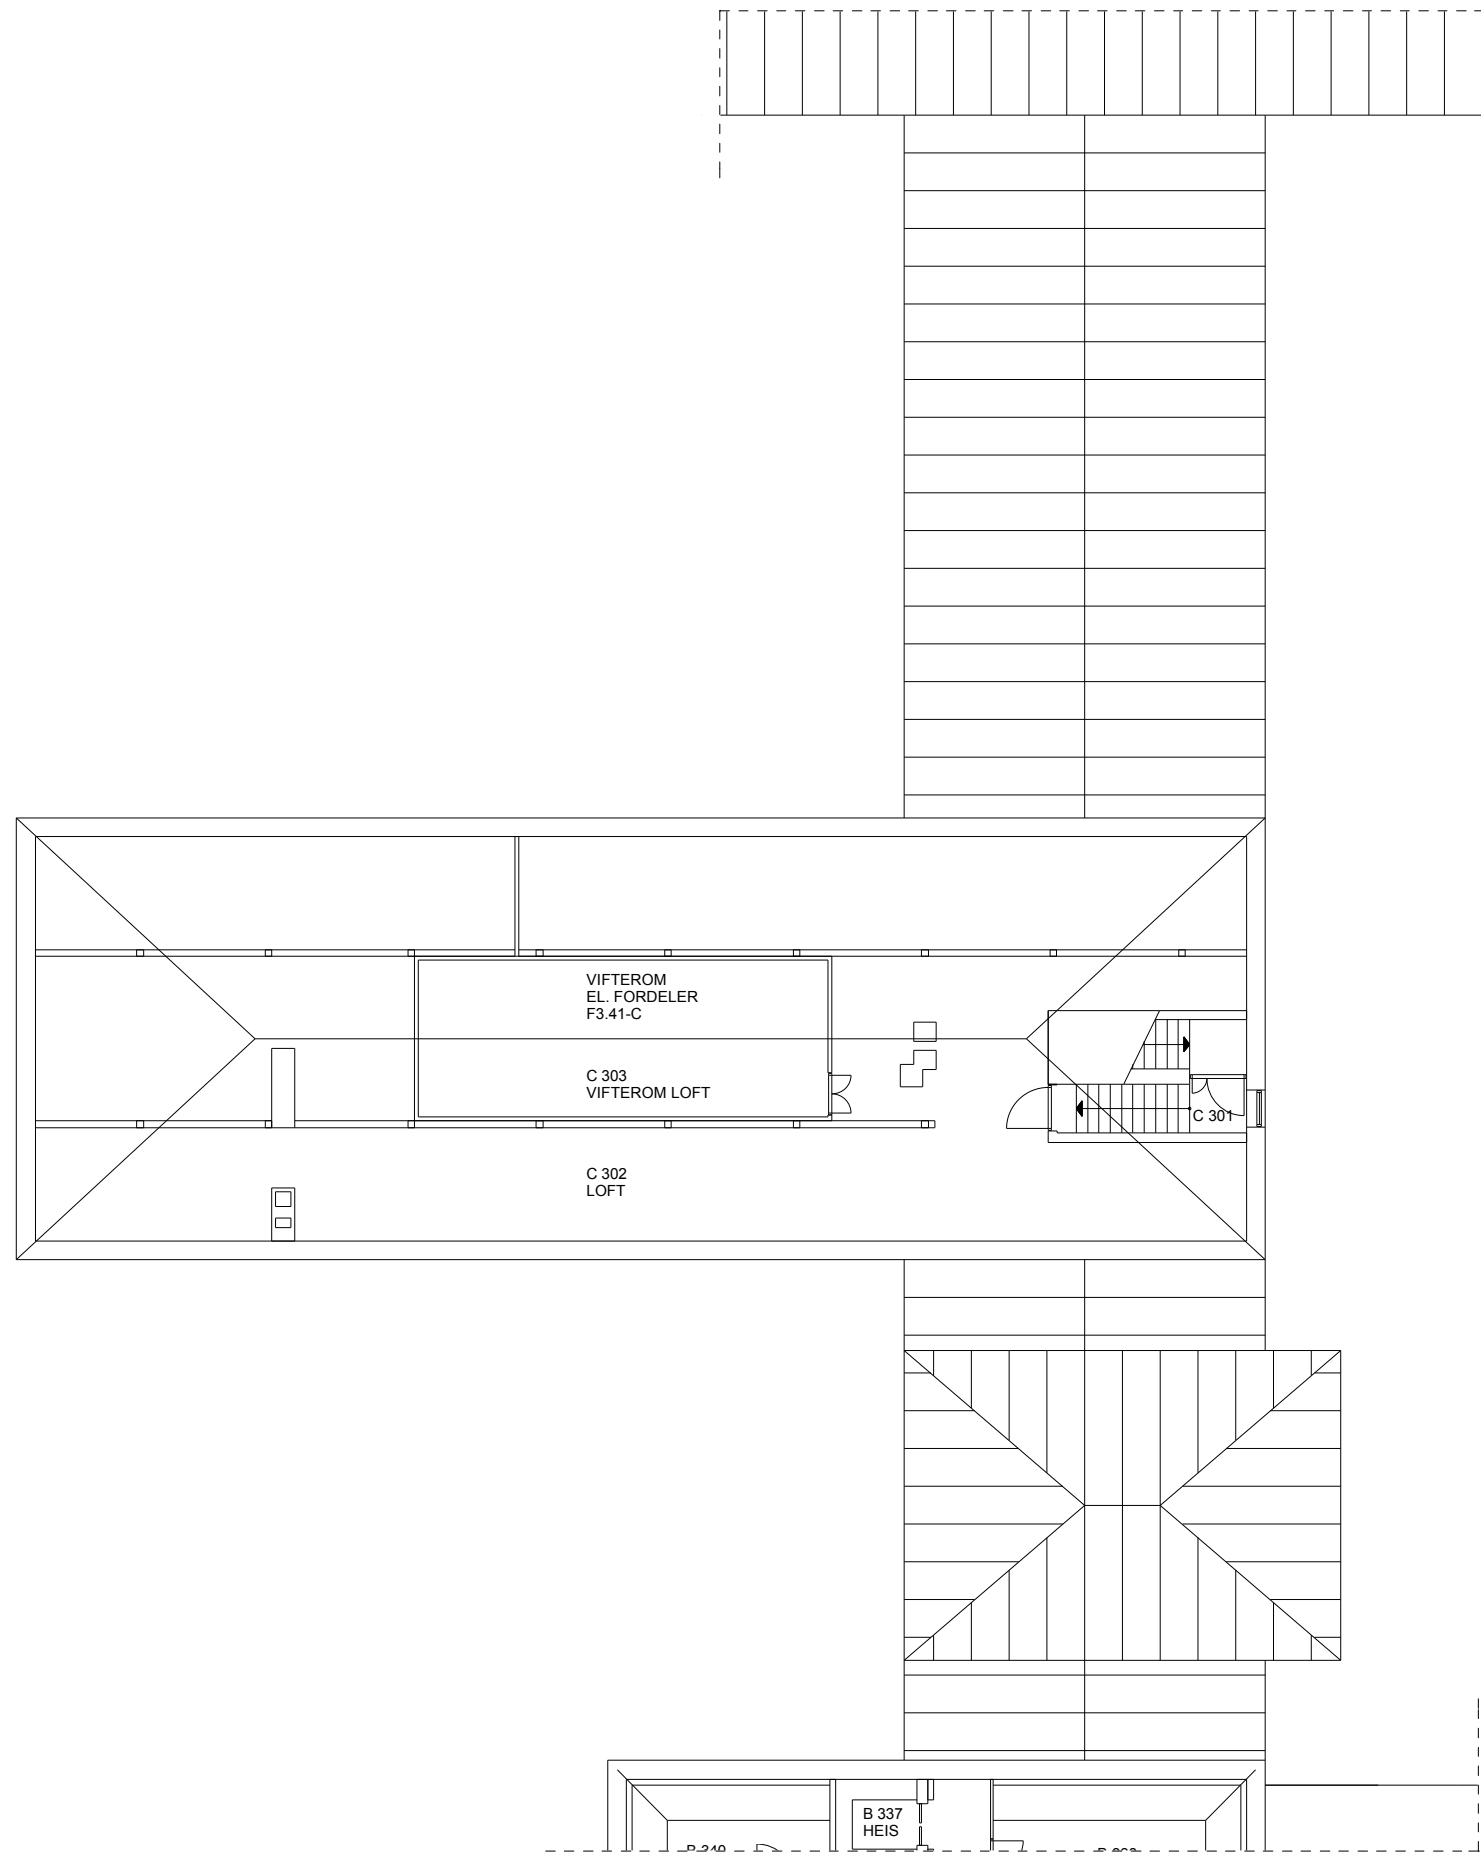 VIFTEROM
EL. FORDELER
F3.41-C
C 303
VIFTEROM LOFT
C 301
C 302
LOFT
B 337
HEIS